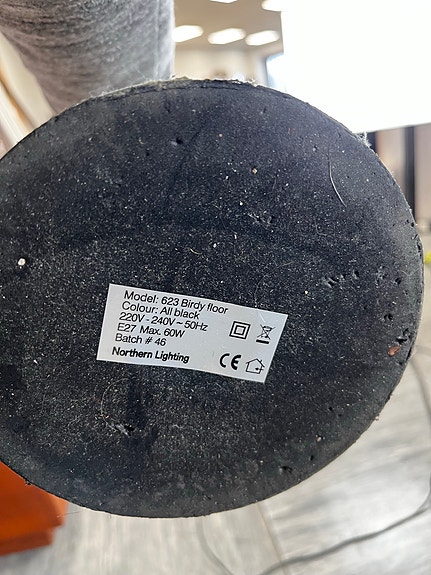 Model: 623 Birdy floor
Colour: All black
220V - 240V ~ 50Hz
E27 Max. 60W
Batch # 46
Northern Lighting
CE